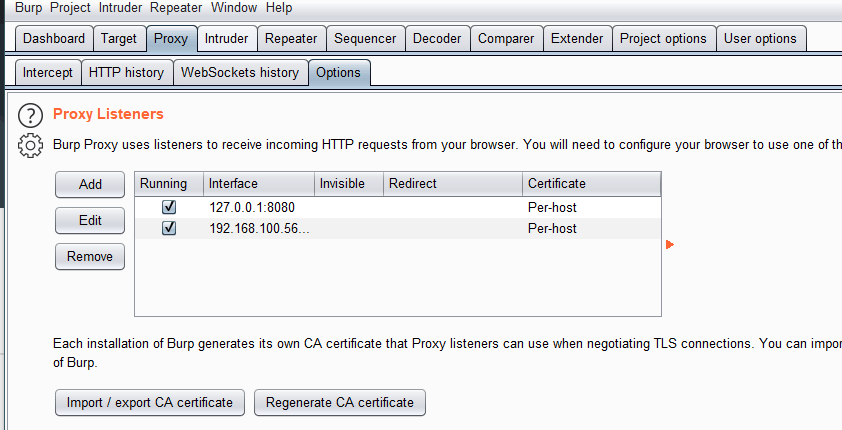 Burp Project Intruder Repeater Window Help
Dashboard Target Proxy Intruder Repeater Sequencer Decoder Comparer Extender Project options User options
Intercept HTTP history WebSockets history Options
? Proxy Listeners
Burp Proxy uses listeners to receive incoming HTTP requests from your browser. You will need to configure your browser to use one of th
Add
Edit
Remove
Running Interface Invisible Redirect Certificate
127.0.0.1:8080 Per-host
192.168.100.56... Per-host
Each installation of Burp generates its own CA certificate that Proxy listeners can use when negotiating TLS connections. You can impor
of Burp.
Import / export CA certificate Regenerate CA certificate